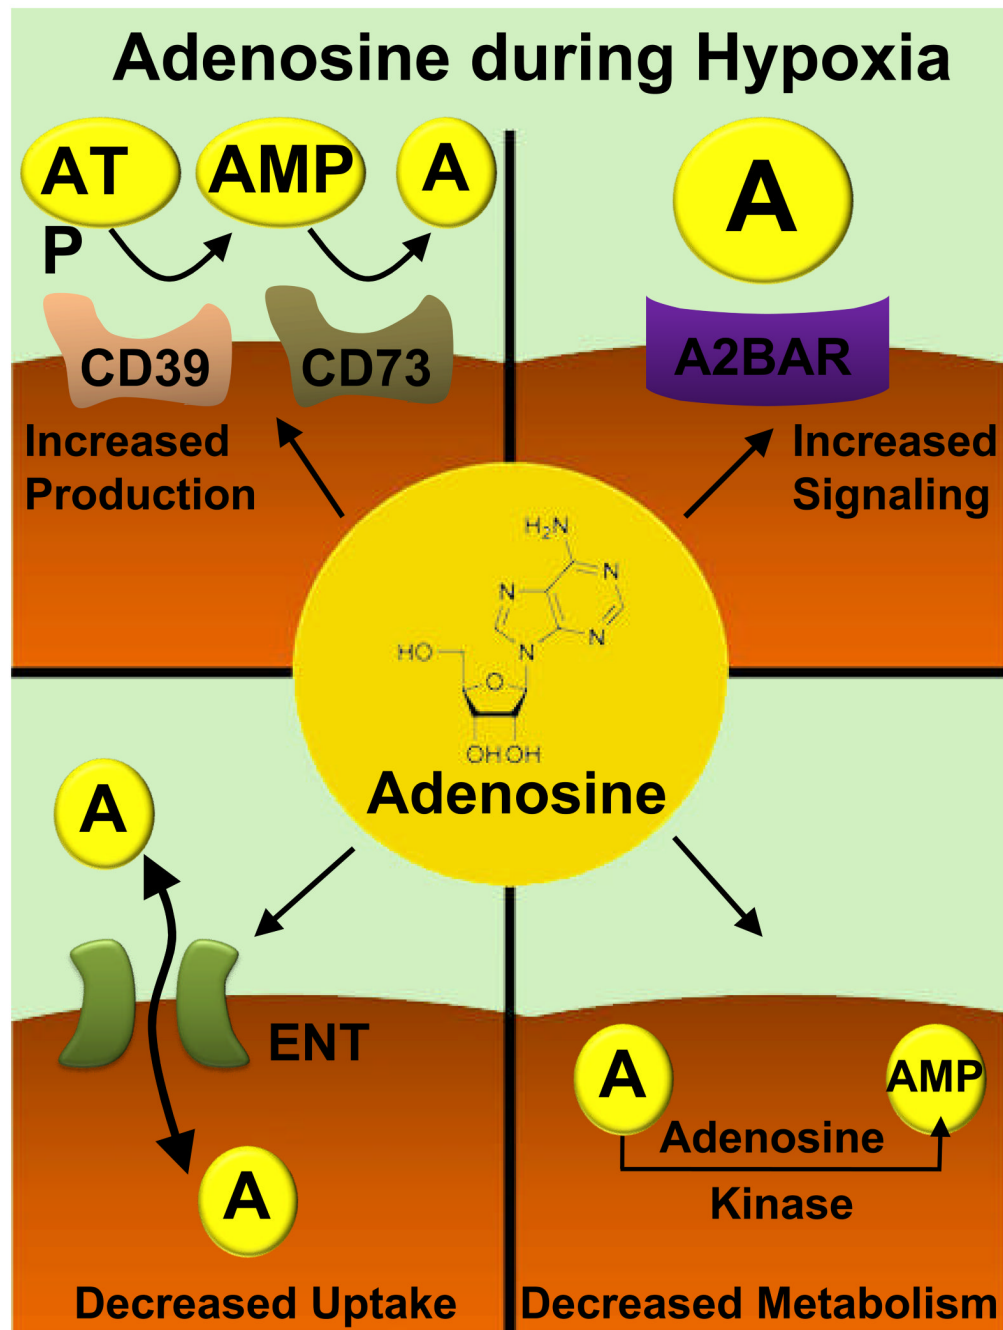 Adenosine during Hypoxia
AT
P
AMP
A
CD39
CD73
Increased
Production
A
A2BAR
Increased
Signaling
H₂N
N
N
N
N
HO
O
OH
OH
Adenosine
A
ENT
A
Decreased Uptake
A
AMP
Adenosine
Kinase
Decreased Metabolism